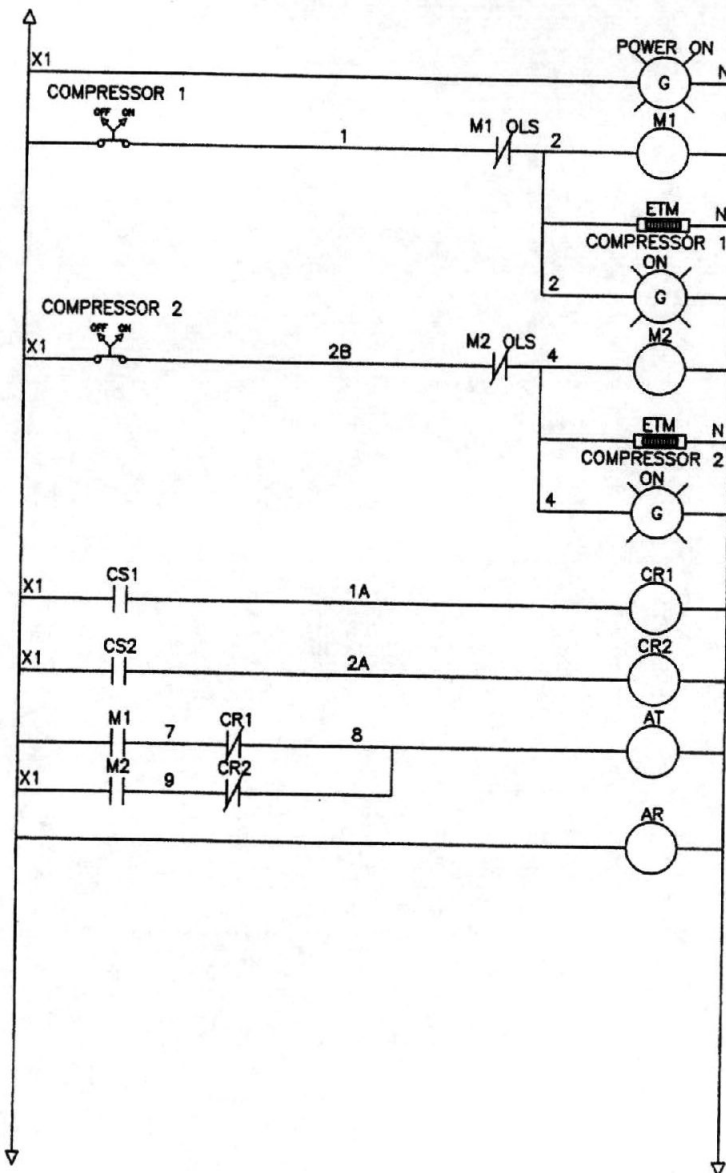 POWER ON
X1 G N
COMPRESSOR 1
OFF ON
1 M1 OLS 2 M1
ETM N
COMPRESSOR 1
ON
2 G
COMPRESSOR 2
OFF ON
X1 2B M2 OLS 4 M2
ETM N
COMPRESSOR 2
ON
4 G
X1 CS1 1A CR1
X1 CS2 2A CR2
M1 7 CR1 8 AT
X1 M2 9 CR2
AR